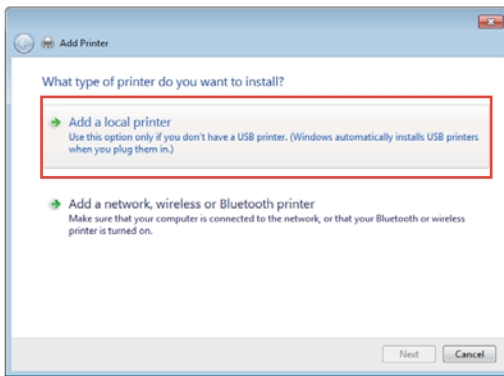 Add Printer
What type of printer do you want to install?
Add a local printer
Use this option only if you don't have a USB printer. (Windows automatically installs USB printers
when you plug them in.)
Add a network, wireless or Bluetooth printer
Make sure that your computer is connected to the network, or that your Bluetooth or wireless
printer is turned on.
Next Cancel